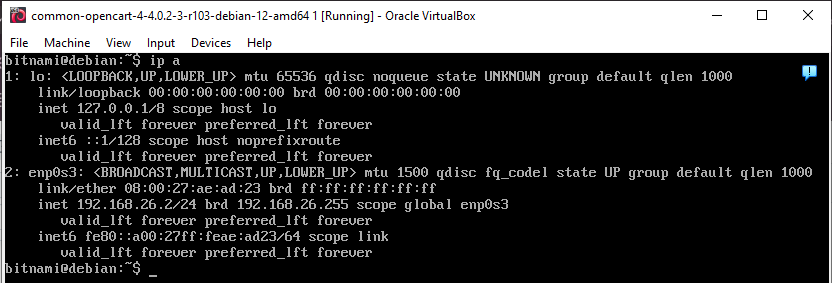 common-opencart-4-4.0.2-3-r103-debian-12-amd64 1 [Running] - Oracle VirtualBox
File Machine View Input Devices Help
bitnami@debian:~$ ip a
1: lo: <LOOPBACK,UP,LOWER_UP> mtu 65536 qdisc noqueue state UNKNOWN group default qlen 1000
    link/loopback 00:00:00:00:00:00 brd 00:00:00:00:00:00
    inet 127.0.0.1/8 scope host lo
       valid_lft forever preferred_lft forever
    inet6 ::1/128 scope host noprefixroute
       valid_lft forever preferred_lft forever
2: enp0s3: <BROADCAST,MULTICAST,UP,LOWER_UP> mtu 1500 qdisc fq_codel state UP group default qlen 1000
    link/ether 08:00:27:ae:ad:23 brd ff:ff:ff:ff:ff:ff
    inet 192.168.26.2/24 brd 192.168.26.255 scope global enp0s3
       valid_lft forever preferred_lft forever
    inet6 fe80::a00:27ff:feae:ad23/64 scope link
       valid_lft forever preferred_lft forever
bitnami@debian:~$ _